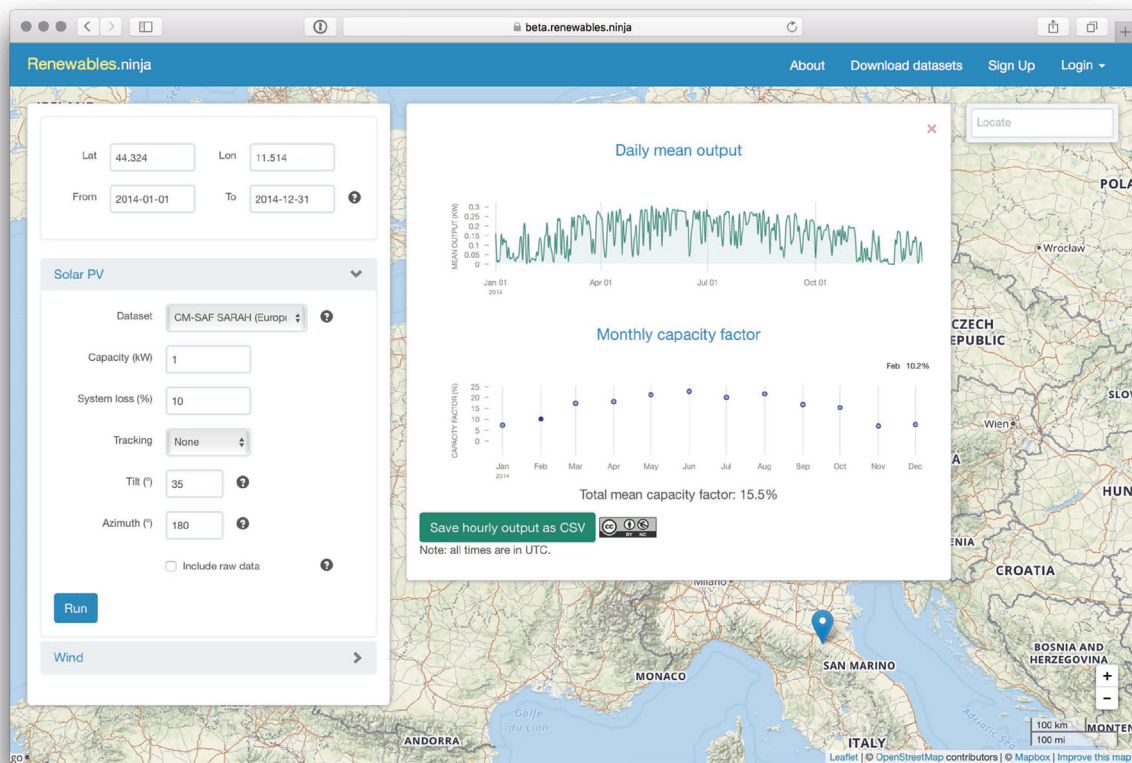 beta.renewables.ninja
Renewables.ninja
About Download datasets Sign Up Login
Lat 44.324 Lon 11.514
From 2014-01-01 To 2014-12-31 ?
Solar PV
Dataset CM-SAF SARAH (Europ ?
Capacity (kW) 1
System loss (%) 10
Tracking None
Tilt (°) 35 ?
Azimuth (°) 180 ?
Include raw data ?
Run
Wind
Daily mean output
MEAN OUTPUT (KW)
0.3
0.25
0.2
0.15
0.1
0.05
0
Jan 01 Apr 01 Jul 01 Oct 01
2014
Monthly capacity factor
Feb 10.2%
CAPACITY FACTOR (%)
25
20
15
10
5
0
Jan Feb Mar Apr May Jun Jul Aug Sep Oct Nov Dec
2014
Total mean capacity factor: 15.5%
Save hourly output as CSV
cc BY NC
Note: all times are in UTC.
Locate
POLA
Wrocław
CZECH
EPUBLIC
SLO
Wien
A
HUN
ENIA
CROATIA
Milano
BOSNIA AND
HERZEGOVINA
SAN MARINO
MONACO
Golfe
du Lion
ANDORRA
ITALY
Adriatic Sea
MONTEN
+
−
100 km
100 mi
go
Leaflet | © OpenStreetMap contributors | © Mapbox | Improve this map